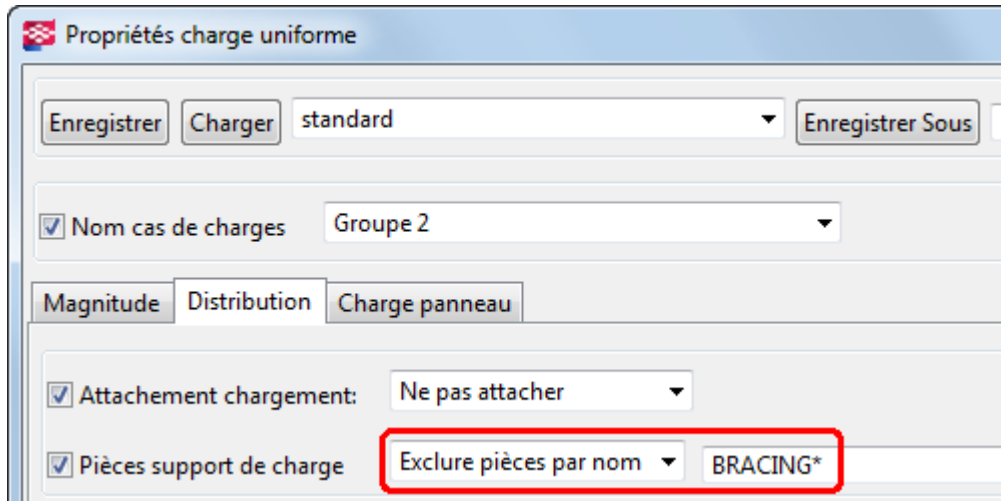 Propriétés charge uniforme
Enregistrer Charger standard Enregistrer Sous
Nom cas de charges Groupe 2
Magnitude Distribution Charge panneau
Attachement chargement: Ne pas attacher
Pièces support de charge Exclure pièces par nom BRACING*